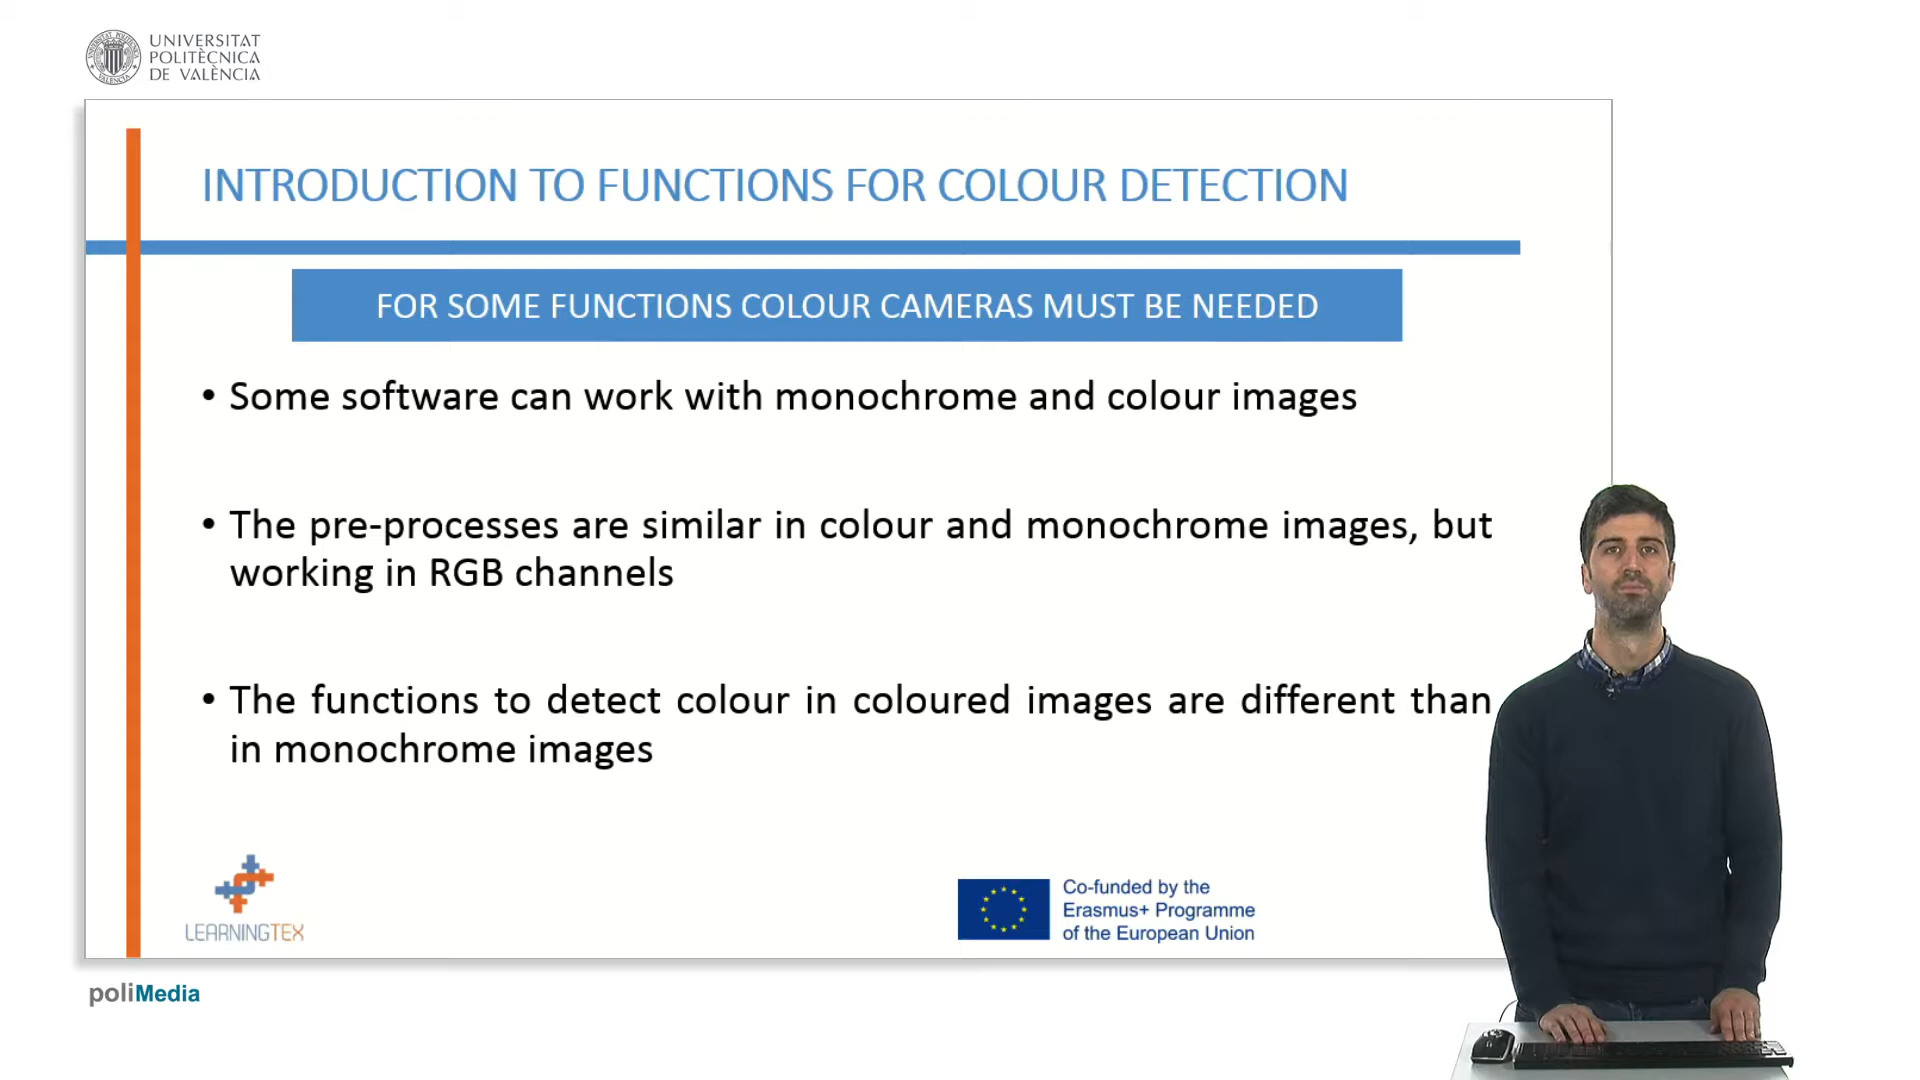 UNIVERSITAT
POLITÈCNICA
DE VALÈNCIA
INTRODUCTION TO FUNCTIONS FOR COLOUR DETECTION
FOR SOME FUNCTIONS COLOUR CAMERAS MUST BE NEEDED
• Some software can work with monochrome and colour images
• The pre-processes are similar in colour and monochrome images, but
working in RGB channels
• The functions to detect colour in coloured images are different than
in monochrome images
LEARNINGTEX
Co-funded by the
Erasmus+ Programme
of the European Union
poliMedia